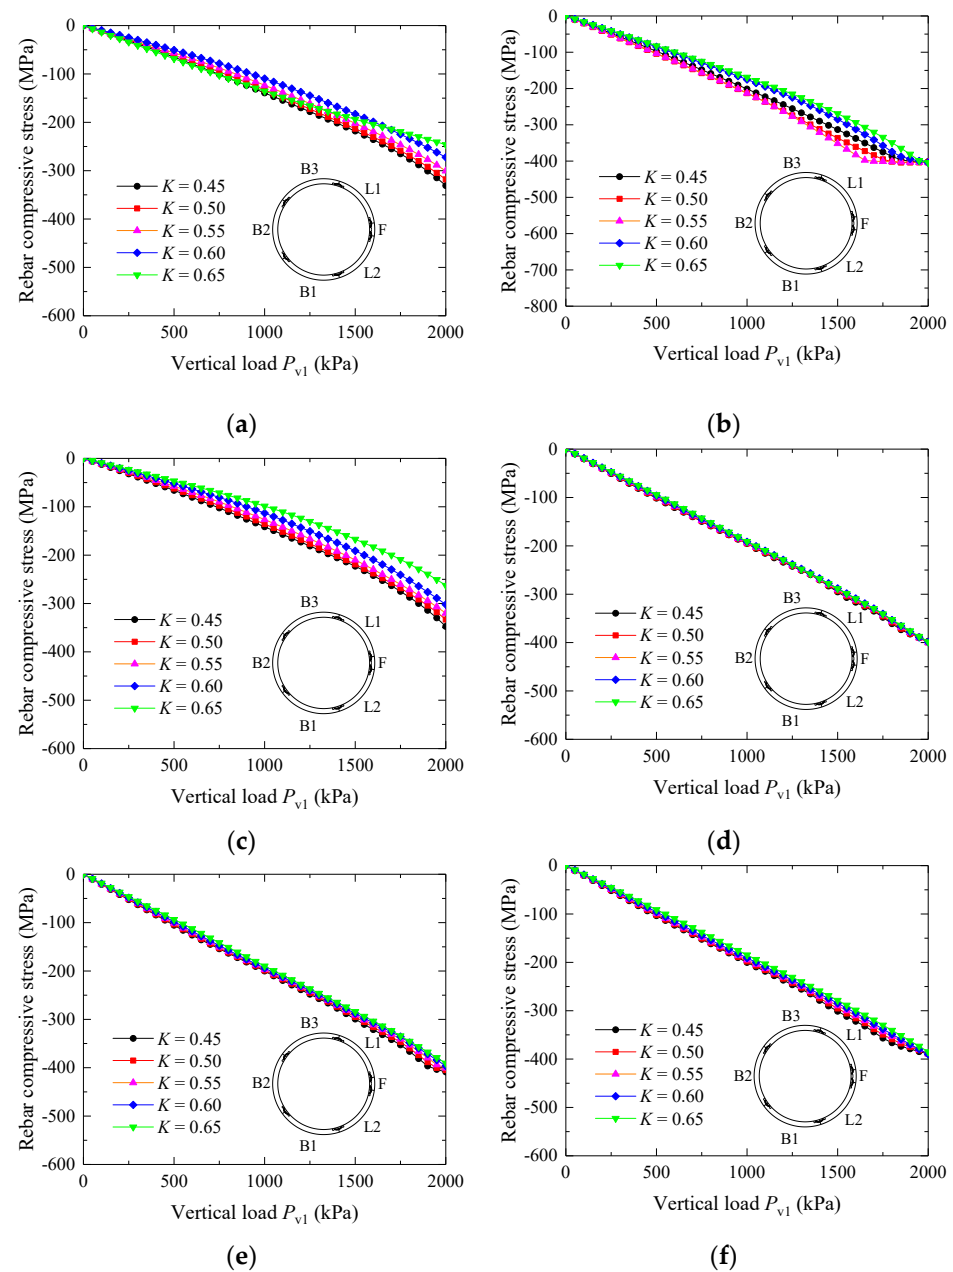 0
-100
-200
-300
-400
-500
-600
0
500
1000
1500
2000
Rebar compressive stress (MPa)
Vertical load Pv1 (kPa)
K = 0.45
K = 0.50
K = 0.55
K = 0.60
K = 0.65
B3
L1
B2
F
B1
L2
(a)
0
-100
-200
-300
-400
-500
-600
-700
-800
0
500
1000
1500
2000
Rebar compressive stress (MPa)
Vertical load Pv1 (kPa)
K = 0.45
K = 0.50
K = 0.55
K = 0.60
K = 0.65
B3
L1
B2
F
B1
L2
(b)
0
-100
-200
-300
-400
-500
-600
0
500
1000
1500
2000
Rebar compressive stress (MPa)
Vertical load Pv1 (kPa)
K = 0.45
K = 0.50
K = 0.55
K = 0.60
K = 0.65
B3
L1
B2
F
B1
L2
(c)
0
-100
-200
-300
-400
-500
-600
0
500
1000
1500
2000
Rebar compressive stress (MPa)
Vertical load Pv1 (kPa)
K = 0.45
K = 0.50
K = 0.55
K = 0.60
K = 0.65
B3
L1
B2
F
B1
L2
(d)
0
-100
-200
-300
-400
-500
-600
0
500
1000
1500
2000
Rebar compressive stress (MPa)
Vertical load Pv1 (kPa)
K = 0.45
K = 0.50
K = 0.55
K = 0.60
K = 0.65
B3
L1
B2
F
B1
L2
(e)
0
-100
-200
-300
-400
-500
-600
0
500
1000
1500
2000
Rebar compressive stress (MPa)
Vertical load Pv1 (kPa)
K = 0.45
K = 0.50
K = 0.55
K = 0.60
K = 0.65
B3
L1
B2
F
B1
L2
(f)